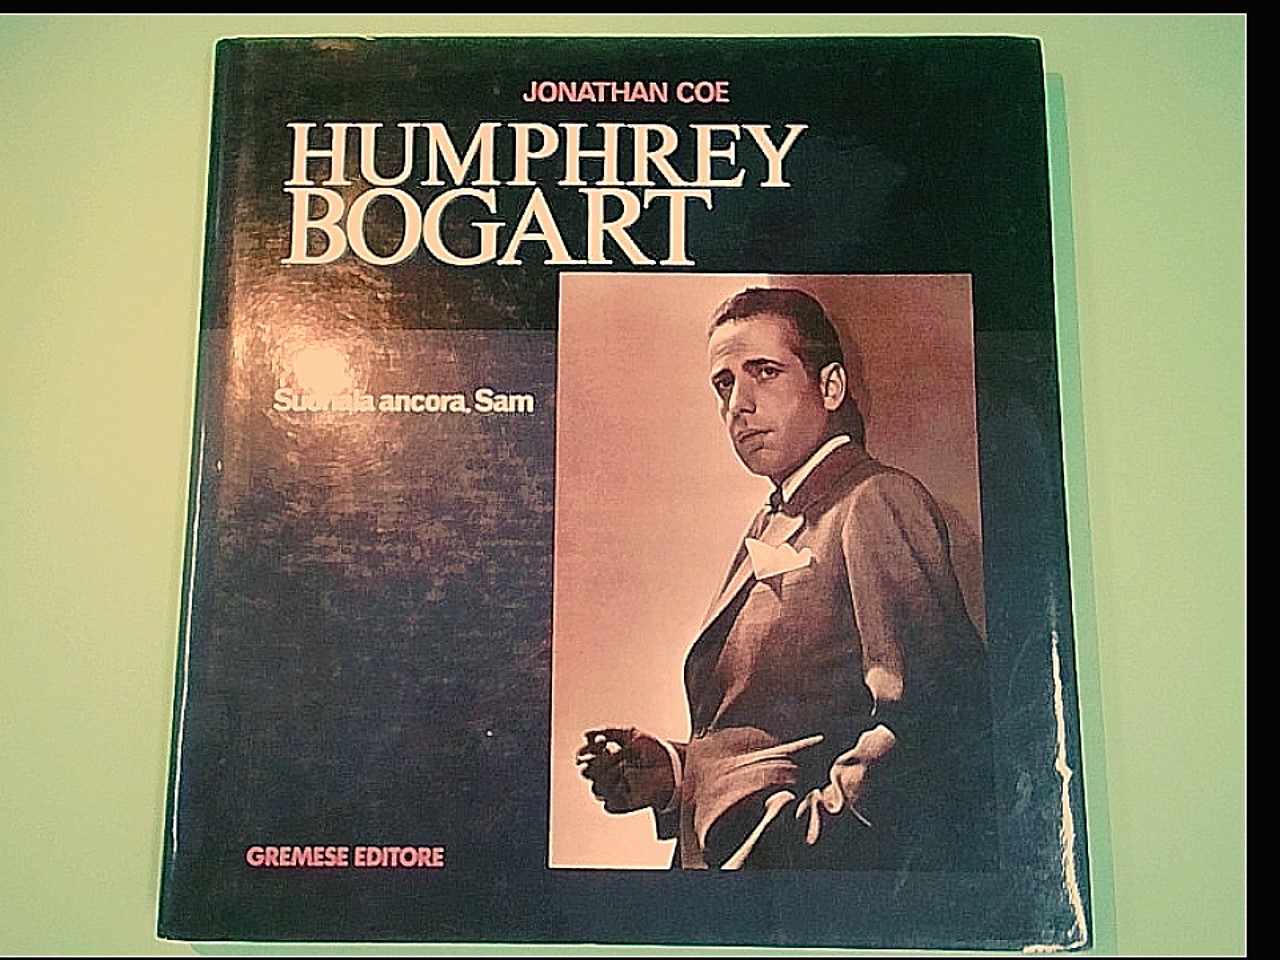 JONATHAN COE
HUMPHREY
BOGART
Suonala ancora, Sam
GREMESE EDITORE